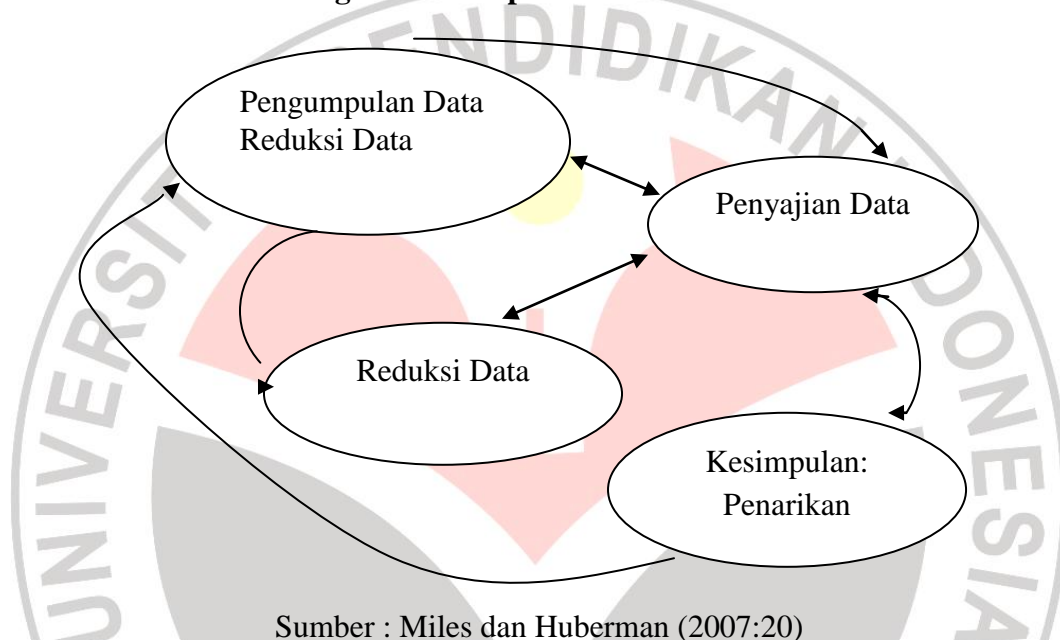 Pengumpulan Data
Reduksi Data
Penyajian Data
Reduksi Data
Kesimpulan:
Penarikan
Sumber : Miles dan Huberman (2007:20)